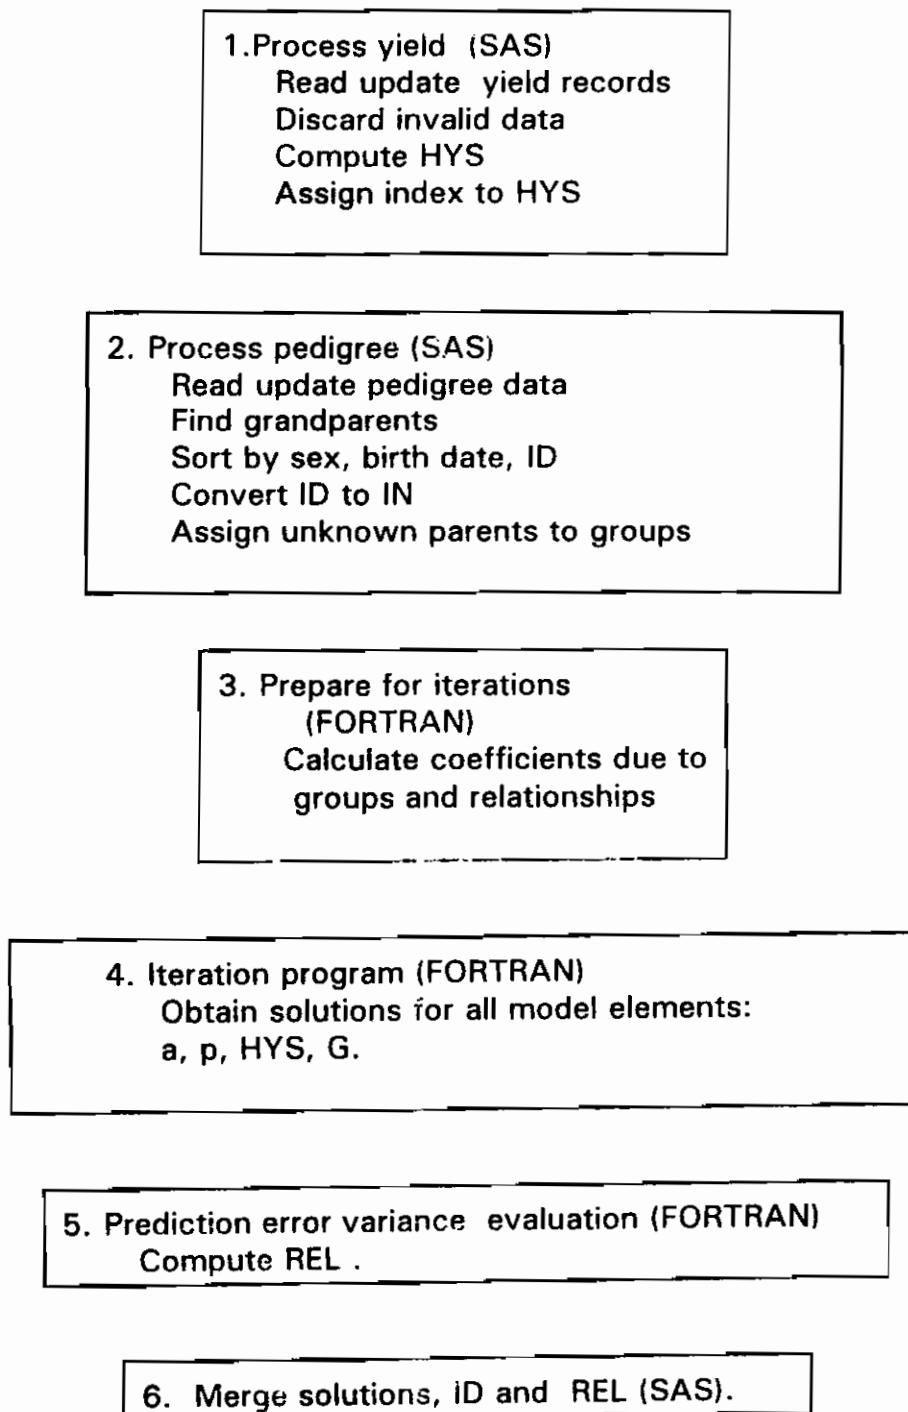 1.Process yield (SAS)
Read update yield records
Discard invalid data
Compute HYS
Assign index to HYS
2. Process pedigree (SAS)
Read update pedigree data
Find grandparents
Sort by sex, birth date, ID
Convert ID to IN
Assign unknown parents to groups
3. Prepare for iterations
(FORTRAN)
Calculate coefficients due to
groups and relationships
4. Iteration program (FORTRAN)
Obtain solutions for all model elements:
a, p, HYS, G.
5. Prediction error variance evaluation (FORTRAN)
Compute REL .
6. Merge solutions, ID and REL (SAS).